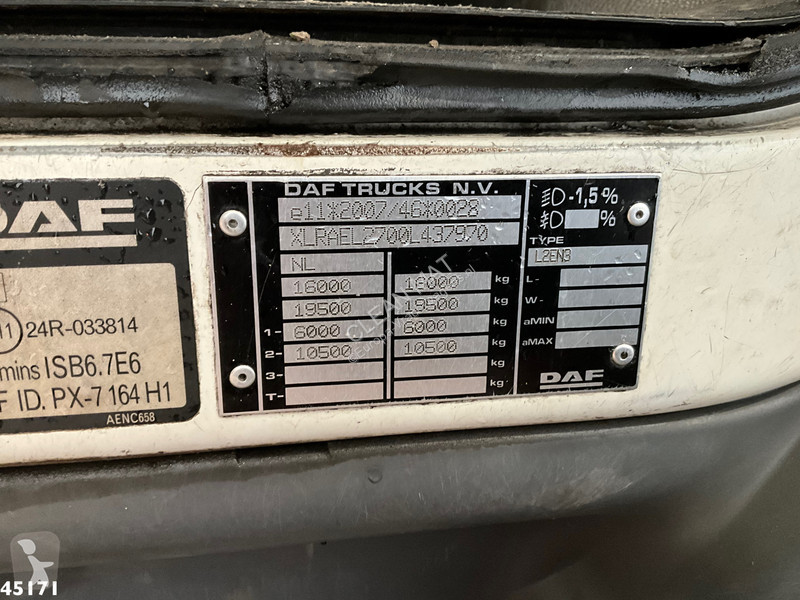 DAF
24R-033814
ISB6.7E6
ID. PX-7 164 H1
AENC658
DAF TRUCKS N.V.
e11*2007/46*0028
XLRAEL2700L437970
NL
16000 16000 kg
19500 19500 kg
1- 6000 6000 kg
2- 10500 10500 kg
3- kg
T- kg
-1,5%
%
TYPE
L2EN3
L-
W-
aMIN
aMAX
DAF
CLEAN MAT
45171